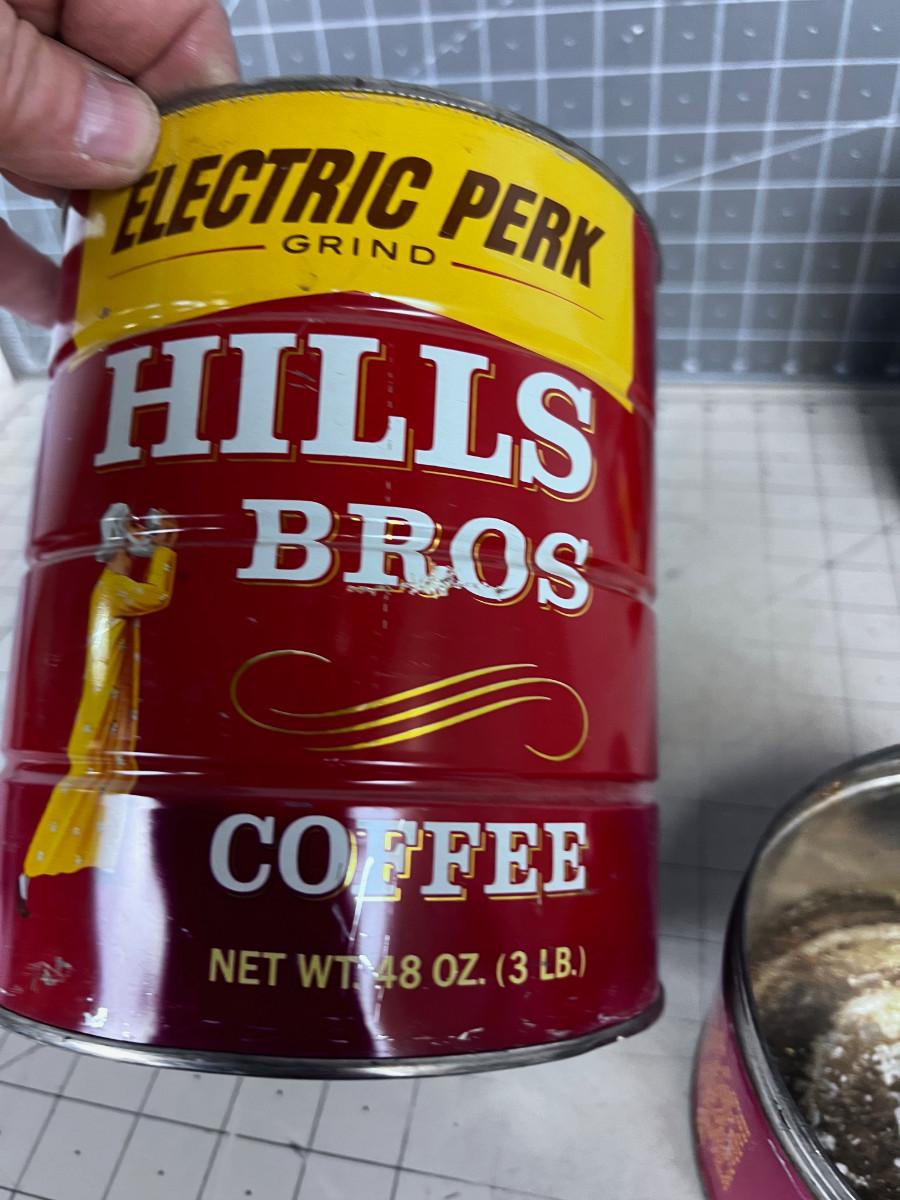 ELECTRIC PERK
GRIND
HILLS
BROS
COFFEE
NET WT. 48 OZ. (3 LB.)